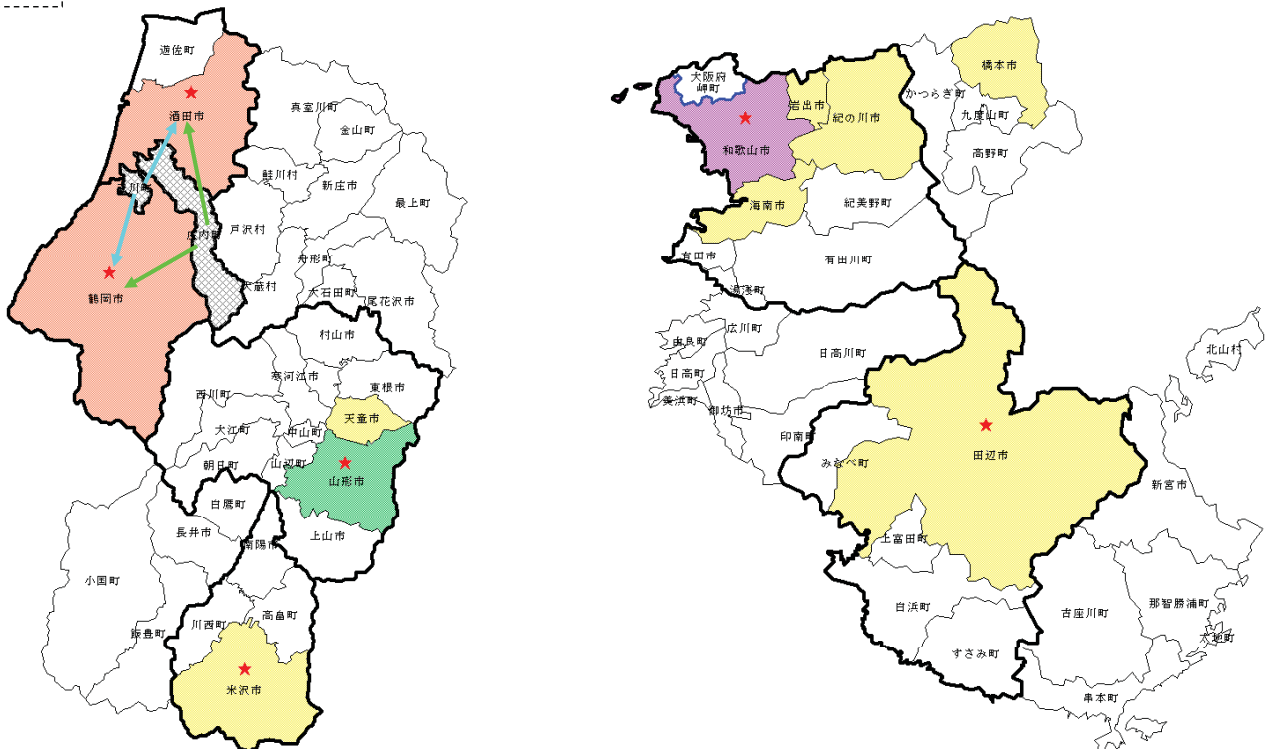 遊佐町
酒田市
真室川町
金山町
鮭川村
新庄市
最上町
三川町
庄内町
戸沢村
舟形町
大蔵村
大石田町
尾花沢市
鶴岡市
村山市
寒河江市
東根市
西川町
天童市
大江町
中山町
朝日町
山辺町
山形市
白鷹町
長井市
南陽市
上山市
小国町
高畠町
川西町
飯豊町
米沢市
大阪府
岬町
橋本市
かつらぎ町
岩出市
紀の川市
九度山町
和歌山市
高野町
海南市
紀美野町
有田市
有田川町
湯浅町
広川町
由良町
日高川町
北山村
日高町
美浜町
御坊市
印南町
みなべ町
田辺市
新宮市
上富田町
白浜町
古座川町
那智勝浦町
太地町
すさみ町
串本町